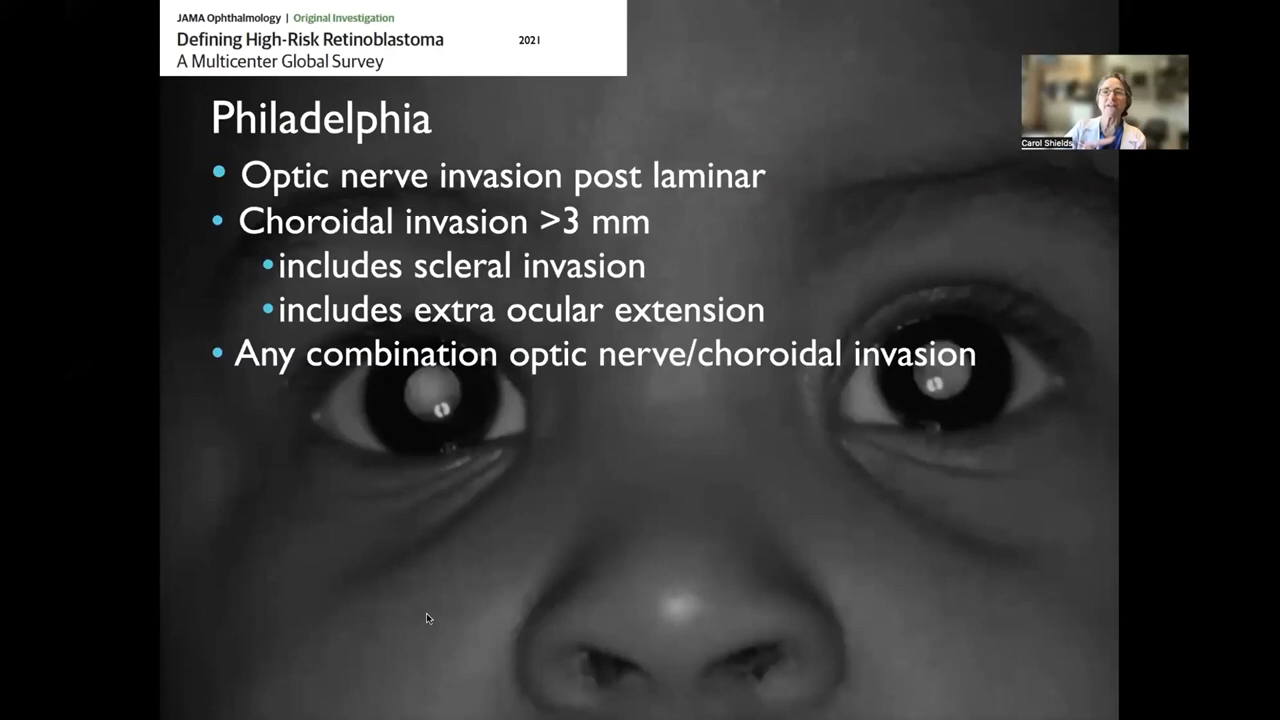 JAMA Ophthalmology | Original Investigation
Defining High-Risk Retinoblastoma 2021
A Multicenter Global Survey
Philadelphia
• Optic nerve invasion post laminar
• Choroidal invasion >3 mm
• includes scleral invasion
• includes extra ocular extension
• Any combination optic nerve/choroidal invasion
Carol Shields